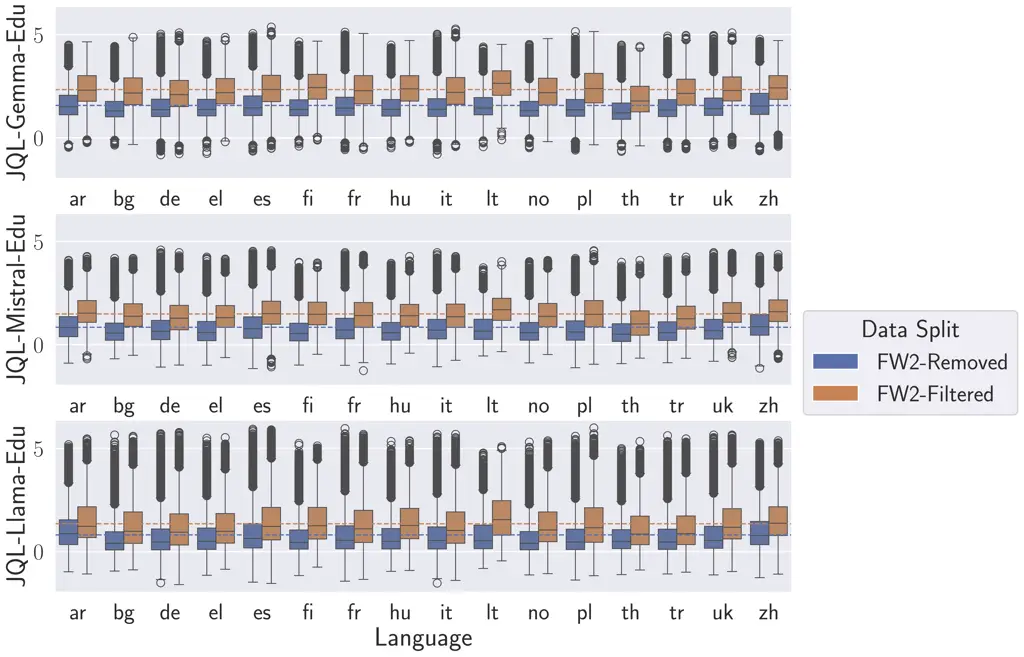 JQL-Gemma-Edu
5
0
ar bg de el es fi fr hu it lt no pl th tr uk zh
JQL-Mistral-Edu
5
0
ar bg de el es fi fr hu it lt no pl th tr uk zh
Data Split
FW2-Removed
FW2-Filtered
JQL-Llama-Edu
5
0
ar bg de el es fi fr hu it lt no pl th tr uk zh
Language